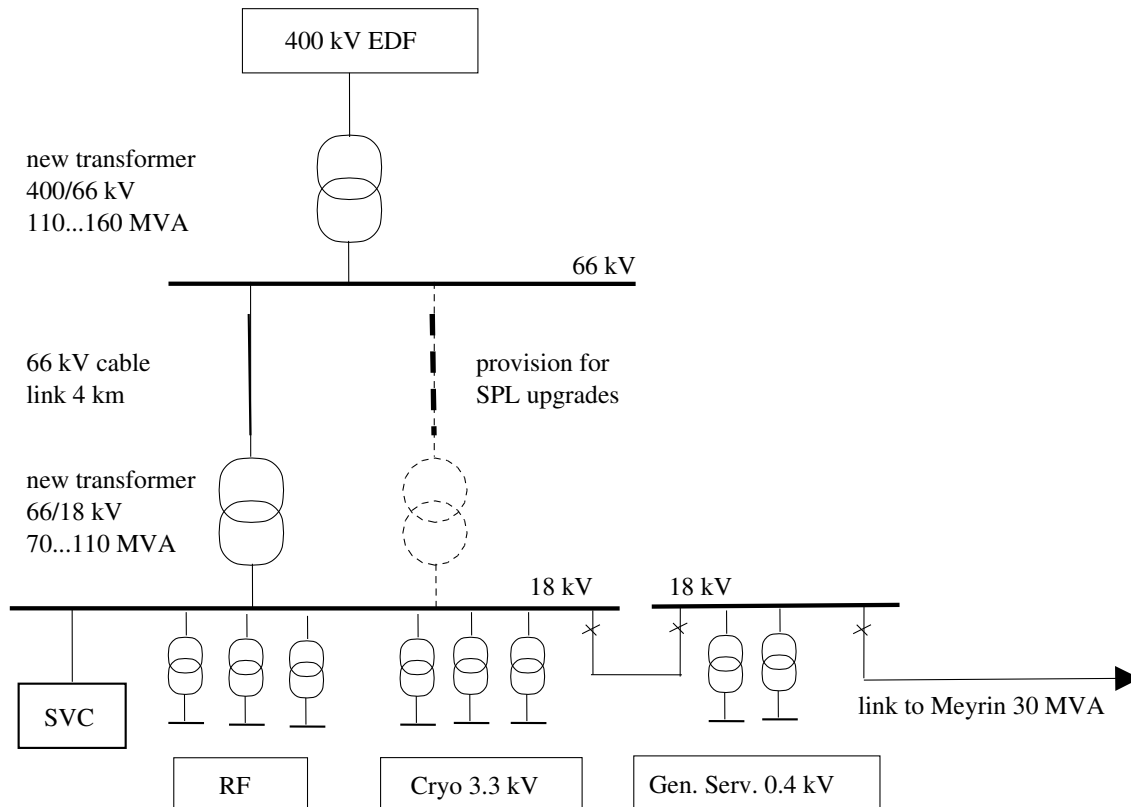 400 kV EDF
new transformer
400/66 kV
110...160 MVA
66 kV
66 kV cable
link 4 km
provision for
SPL upgrades
new transformer
66/18 kV
70...110 MVA
18 kV
18 kV
SVC
link to Meyrin 30 MVA
RF
Cryo 3.3 kV
Gen. Serv. 0.4 kV